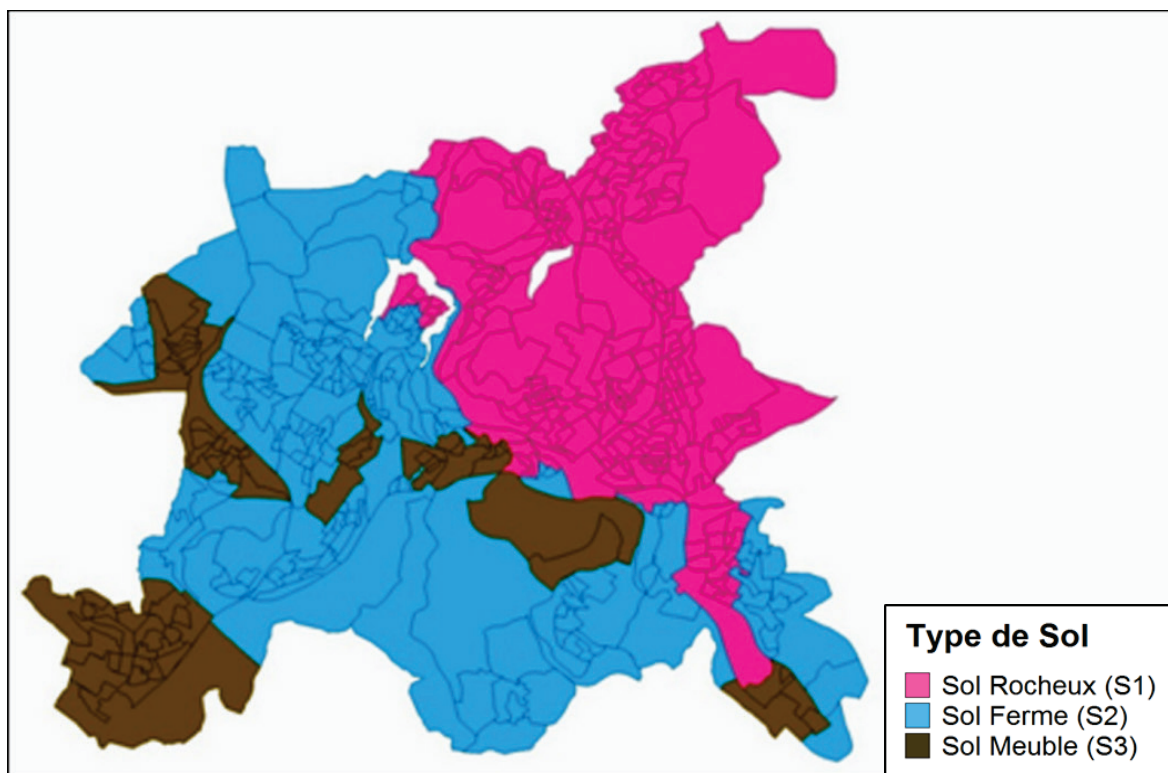 Type de Sol
Sol Rocheux (S1)
Sol Ferme (S2)
Sol Meuble (S3)